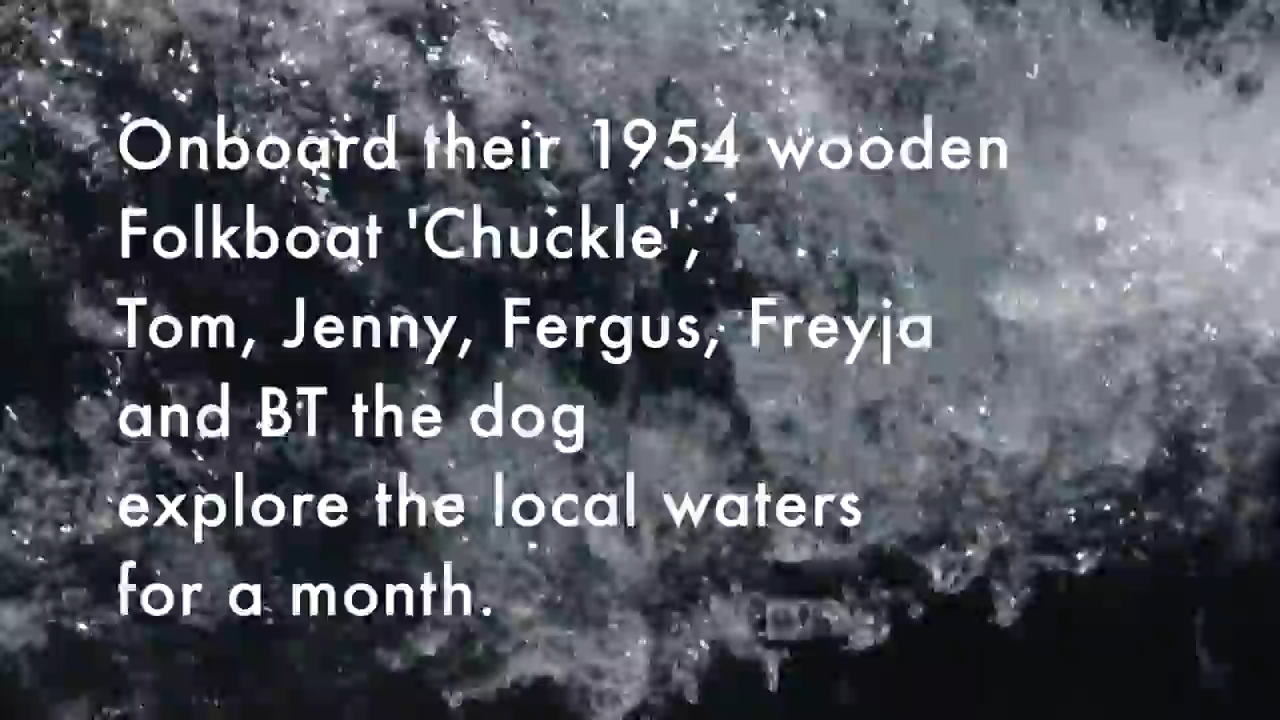 Onboard their 1954 wooden
Folkboat 'Chuckle',
Tom, Jenny, Fergus, Freyja
and BT the dog
explore the local waters
for a month.